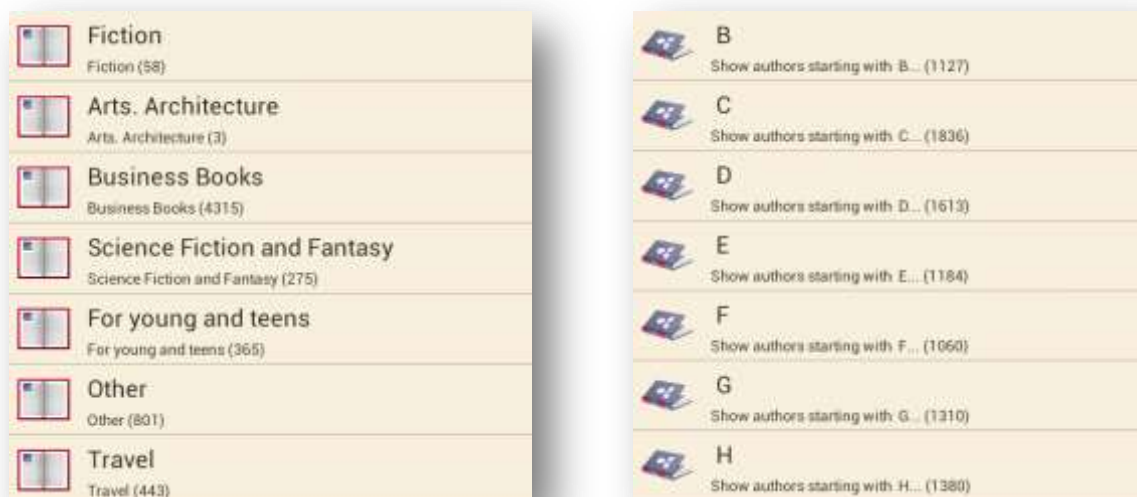 Fiction
Fiction (58)
Arts. Architecture
Arts. Architecture (3)
Business Books
Business Books (4315)
Science Fiction and Fantasy
Science Fiction and Fantasy (275)
For young and teens
For young and teens (365)
Other
Other (801)
Travel
Travel (443)
B
Show authors starting with B... (1127)
C
Show authors starting with C... (1836)
D
Show authors starting with D... (1613)
E
Show authors starting with E... (1184)
F
Show authors starting with F... (1060)
G
Show authors starting with G... (1310)
H
Show authors starting with H... (1380)